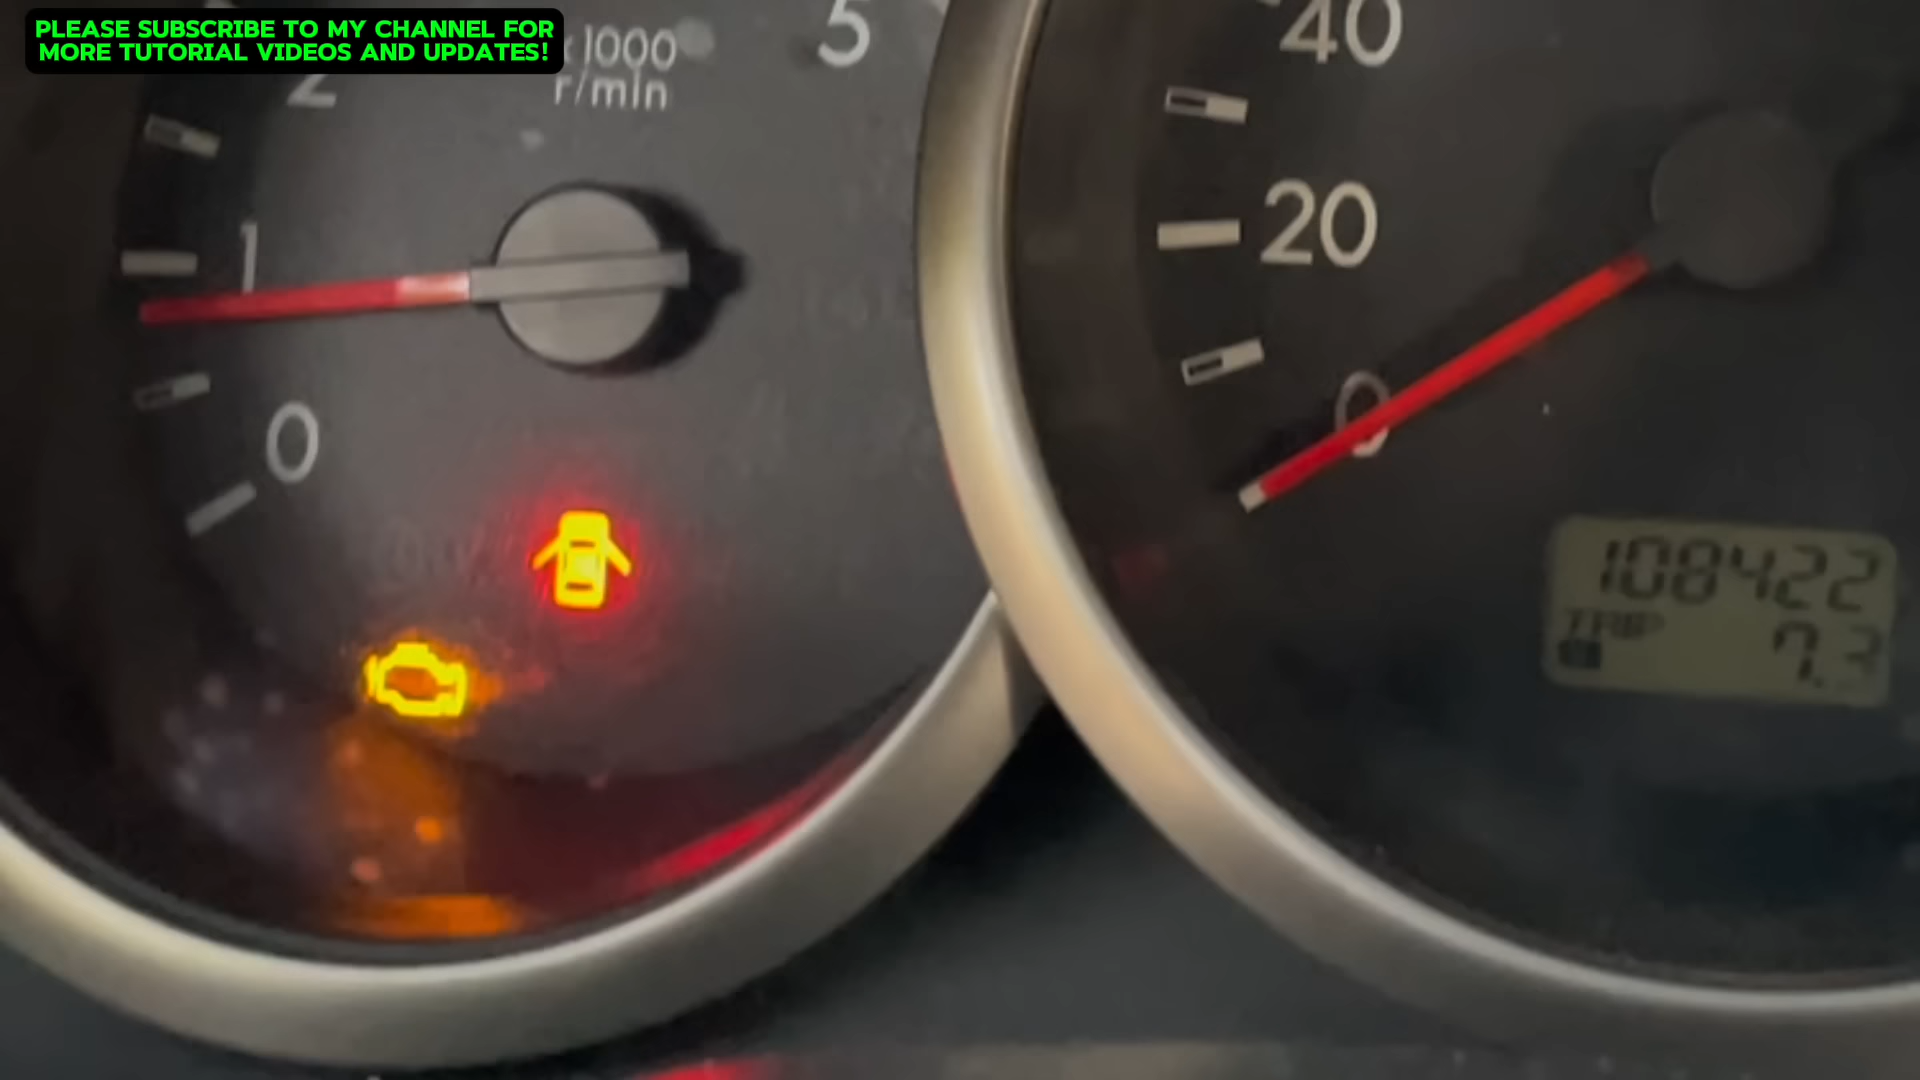 PLEASE SUBSCRIBE TO MY CHANNEL FOR
MORE TUTORIAL VIDEOS AND UPDATES!
x1000
r/min
5
2
1
0
40
20
0
108422
TRIP
7.3